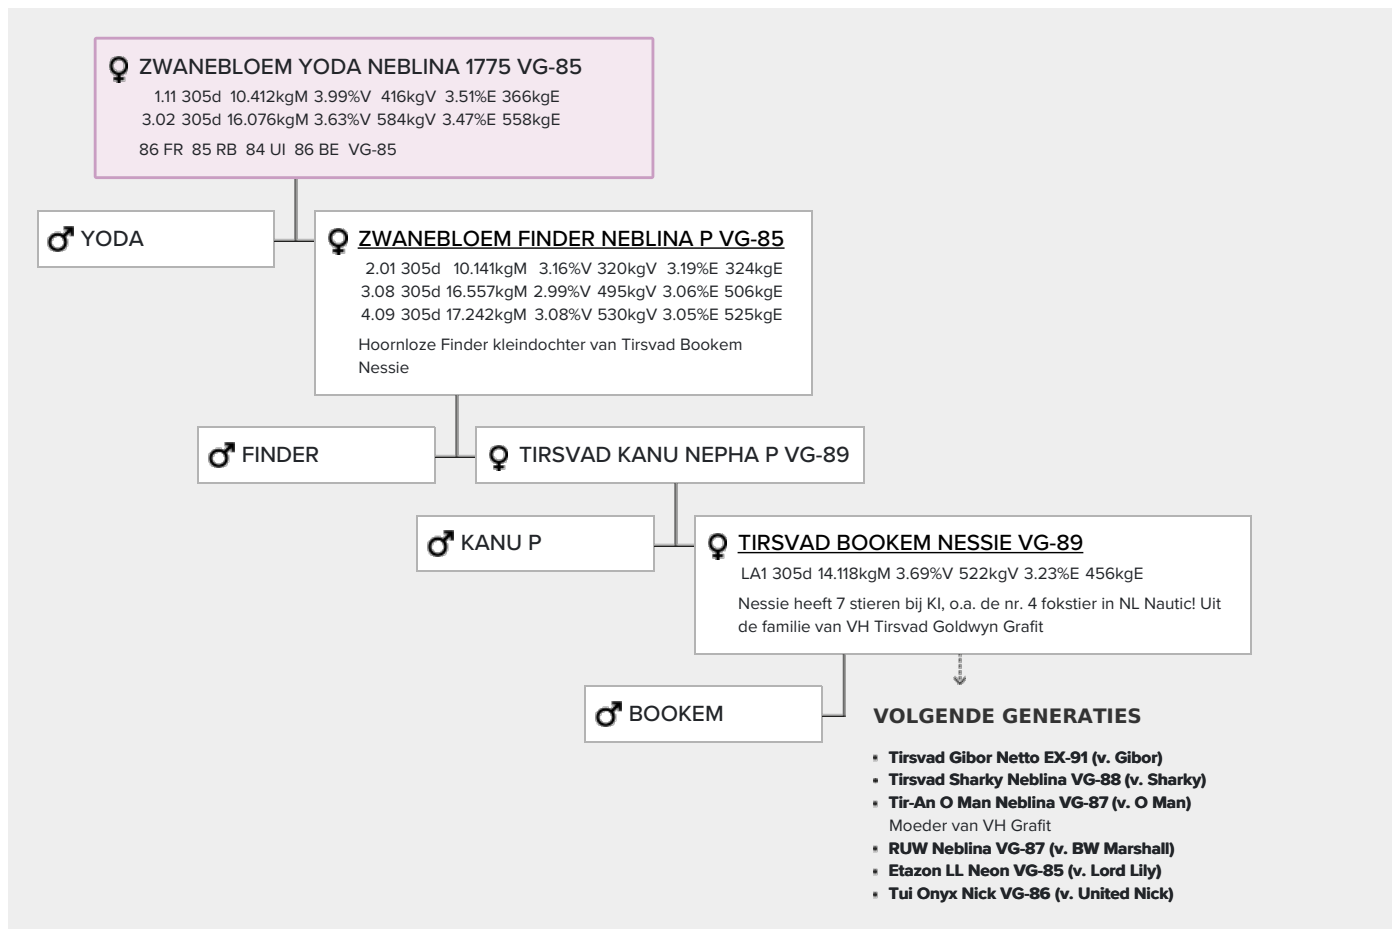 ZWANEBLOEM YODA NEBLINA 1775 VG-85
1.11 305d 10.412kgM 3.99%V 416kgV 3.51%E 366kgE
3.02 305d 16.076kgM 3.63%V 584kgV 3.47%E 558kgE
86 FR 85 RB 84 UI 86 BE VG-85
YODA
ZWANEBLOEM FINDER NEBLINA P VG-85
2.01 305d 10.141kgM 3.16%V 320kgV 3.19%E 324kgE
3.08 305d 16.557kgM 2.99%V 495kgV 3.06%E 506kgE
4.09 305d 17.242kgM 3.08%V 530kgV 3.05%E 525kgE
Hoornloze Finder kleindochter van Tirsvad Bookem
Nessie
FINDER
TIRSVAD KANU NEPHA P VG-89
KANU P
TIRSVAD BOOKEM NESSIE VG-89
LA1 305d 14.118kgM 3.69%V 522kgV 3.23%E 456kgE
Nessie heeft 7 stieren bij KI, o.a. de nr. 4 fokstier in NL Nautic! Uit
de familie van VH Tirsvad Goldwyn Grafit
BOOKEM
VOLGENDE GENERATIES
Tirsvad Gibor Netto EX-91 (v. Gibor)
Tirsvad Sharky Neblina VG-88 (v. Sharky)
Tir-An O Man Neblina VG-87 (v. O Man)
Moeder van VH Grafit
RUW Neblina VG-87 (v. BW Marshall)
Etazon LL Neon VG-85 (v. Lord Lily)
Tui Onyx Nick VG-86 (v. United Nick)